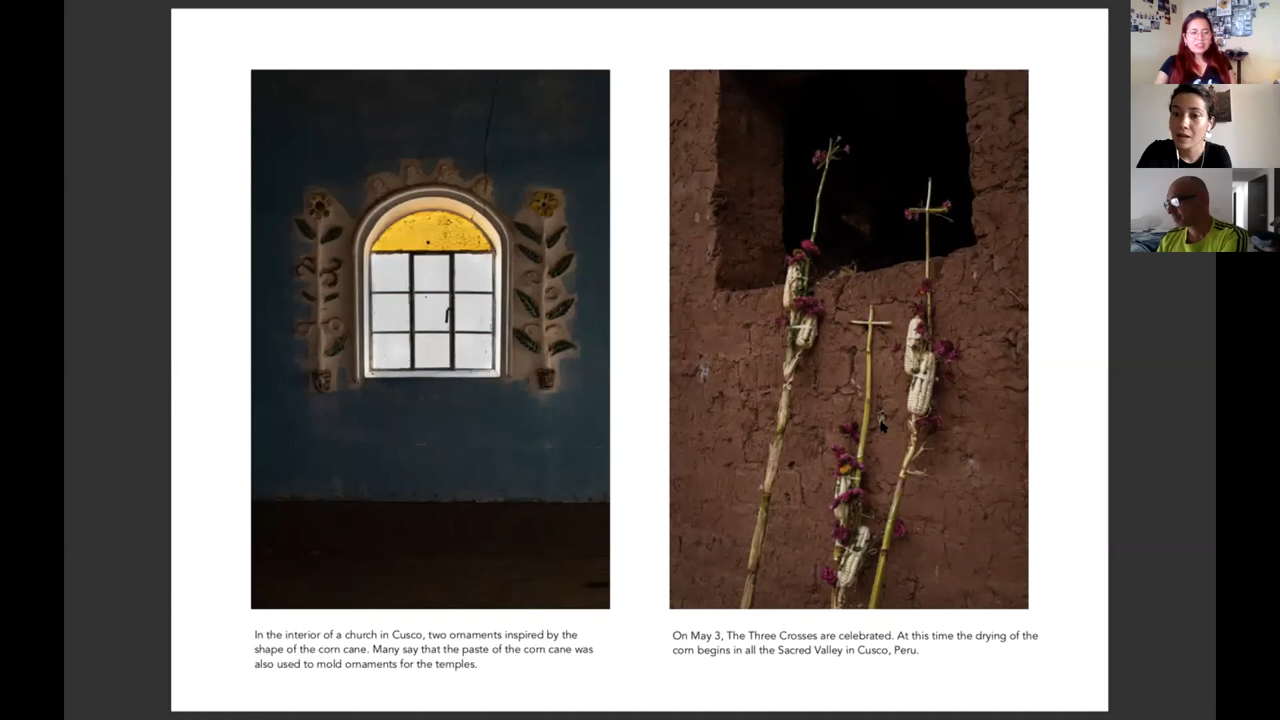 In the interior of a church in Cusco, two ornaments inspired by the
shape of the corn cane. Many say that the paste of the corn cane was
also used to mold ornaments for the temples.
On May 3, The Three Crosses are celebrated. At this time the drying of the
corn begins in all the Sacred Valley in Cusco, Peru.